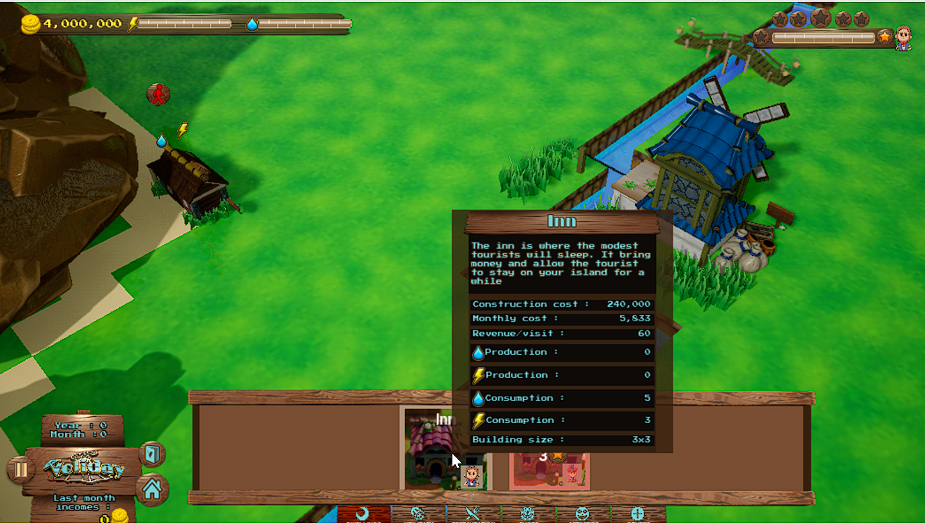 4,000,000
Inn
The inn is where the modest
tourists will sleep. It bring
money and allow the tourist
to stay on your island for a
while
Construction cost : 240,000
Monthly cost : 5,833
Revenue/visit : 60
Production : 0
Production : 0
Consumption : 5
Consumption : 3
Building size : 3x3
Inn
3
Year : 0
Month : 0
Voliday
Last month
incomes :
0